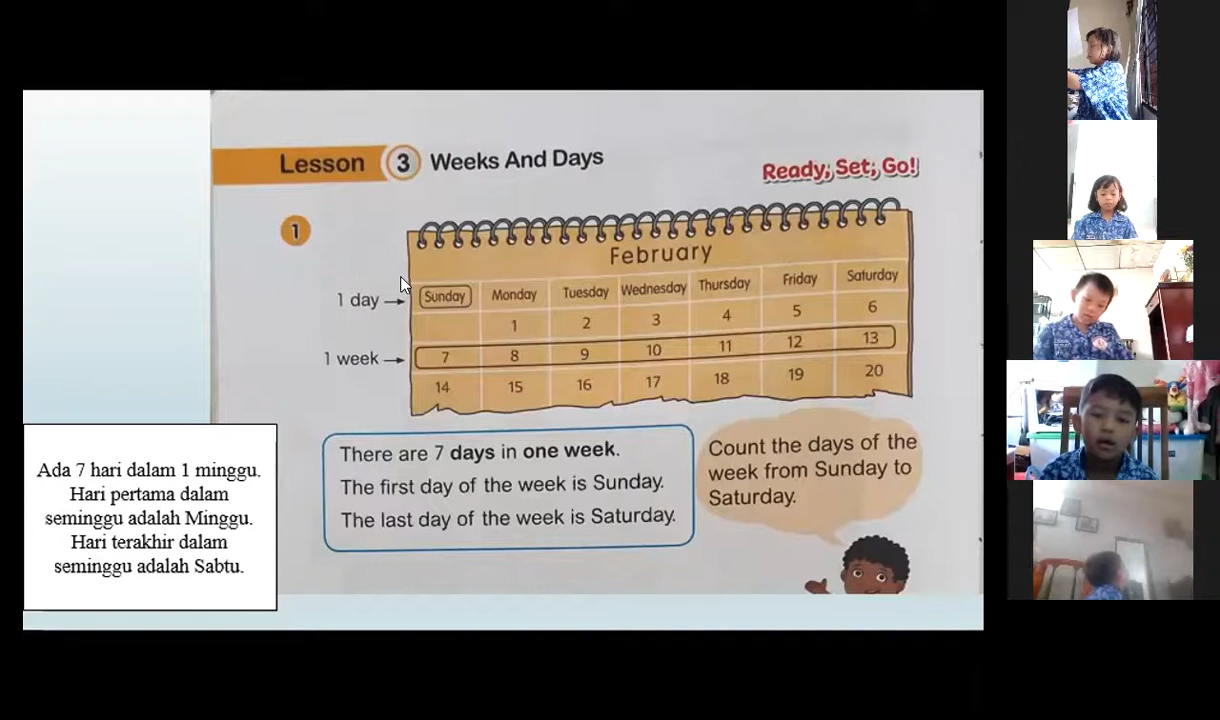 Lesson 3 Weeks And Days
Ready, Set, Go!
1
February
1 day
Sunday Monday Tuesday Wednesday Thursday Friday Saturday
1 2 3 4 5 6
1 week
7 8 9 10 11 12 13
14 15 16 17 18 19 20
There are 7 days in one week.
The first day of the week is Sunday.
The last day of the week is Saturday.
Count the days of the
week from Sunday to
Saturday.
Ada 7 hari dalam 1 minggu.
Hari pertama dalam
seminggu adalah Minggu.
Hari terakhir dalam
seminggu adalah Sabtu.